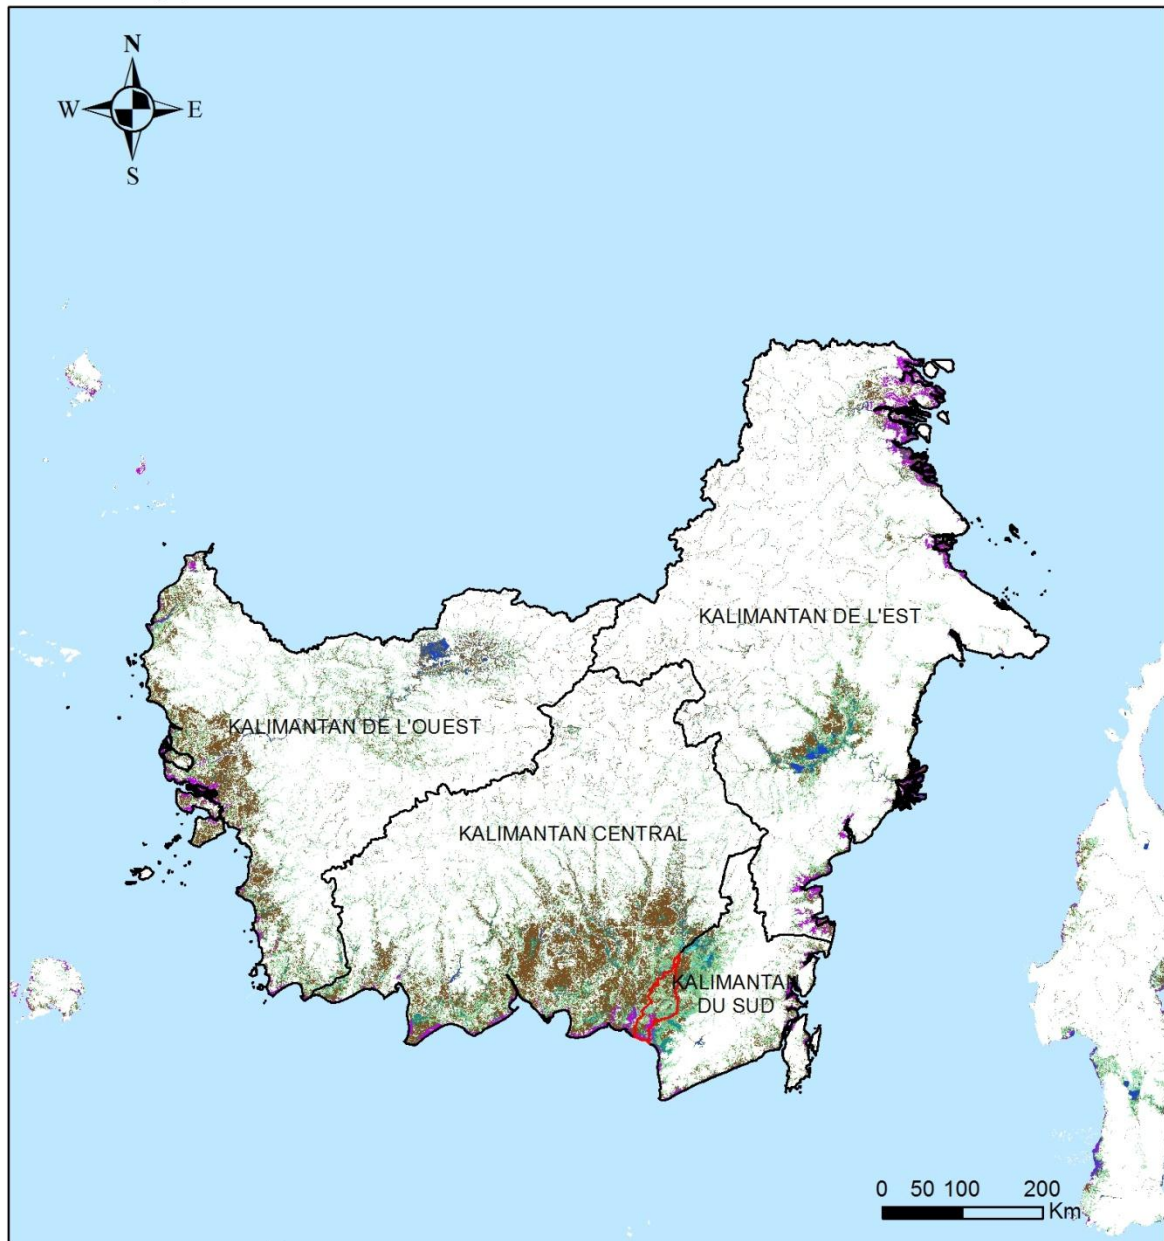 N
W E
S
KALIMANTAN DE L'EST
KALIMANTAN DE L'OUEST
KALIMANTAN CENTRAL
KALIMANTAN
DU SUD
0 50 100 200
Km